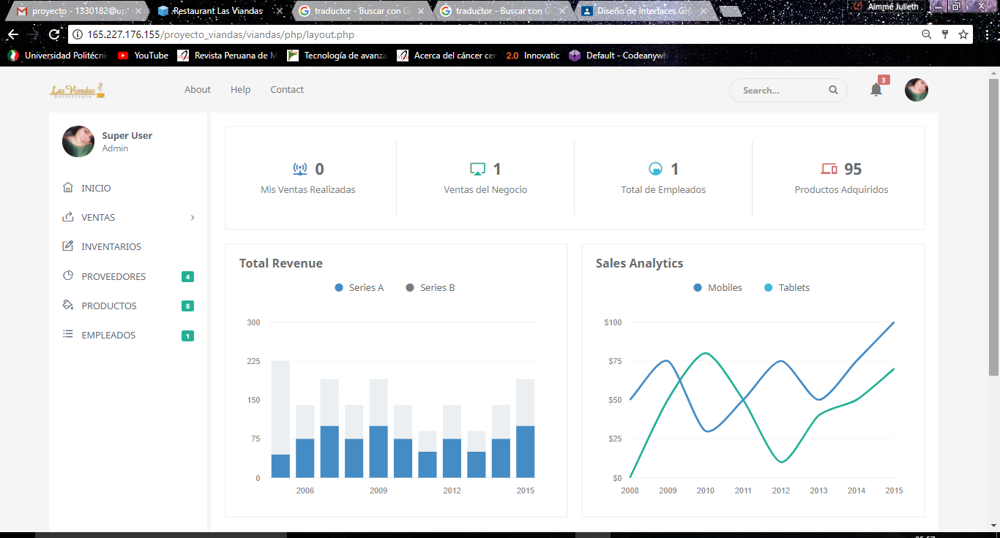 proyecto - 1330182@up
Restaurant Las Viandas
traductor - Buscar con G
traductor - Buscar con G
Diseño de Interfaces Gr
Aimmé Julieth
165.227.176.155/proyecto_viandas/viandas/php/layout.php
Universidad Politécnic
YouTube
Revista Peruana de M
Tecnología de avanza
Acerca del cáncer cer
2.0 Innovatic
Default - Codeanywh
Las Viandas
About
Help
Contact
Search...
3
Super User
Admin
INICIO
VENTAS
INVENTARIOS
PROVEEDORES 4
PRODUCTOS 8
EMPLEADOS 1
0
Mis Ventas Realizadas
1
Ventas del Negocio
1
Total de Empleados
95
Productos Adquiridos
Total Revenue
Series A
Series B
300
225
150
75
0
2006 2009 2012 2015
Sales Analytics
Mobiles
Tablets
$100
$75
$50
$25
$0
2008 2009 2010 2011 2012 2013 2014 2015